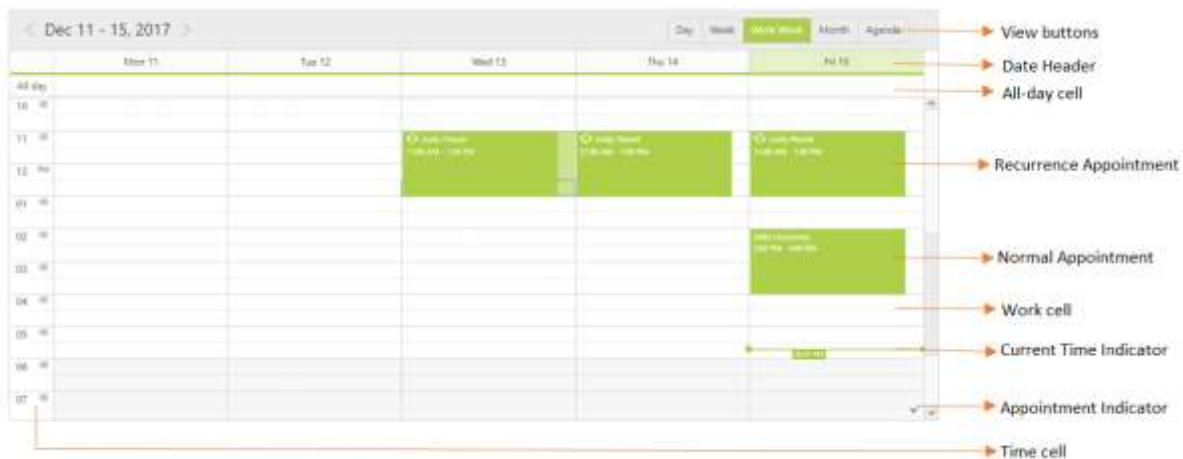 Dec 11 - 15, 2017
Day Week Work Week Month Agenda
View buttons
Mon 11 Tue 12 Wed 13 Thu 14 Fri 15
Date Header
All day
All-day cell
10
11
12 PM
01
02
03
04
05
06
07
Recurrence Appointment
Normal Appointment
Work cell
Current Time Indicator
Appointment Indicator
Time cell